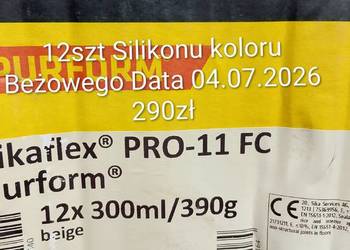 PURFORM
12szt Silikonu koloru
Beżowego Data 04.07.2026
290zł
ikaflex® PRO-11 FC
urform®
12x 300ml/390g
beige
CE